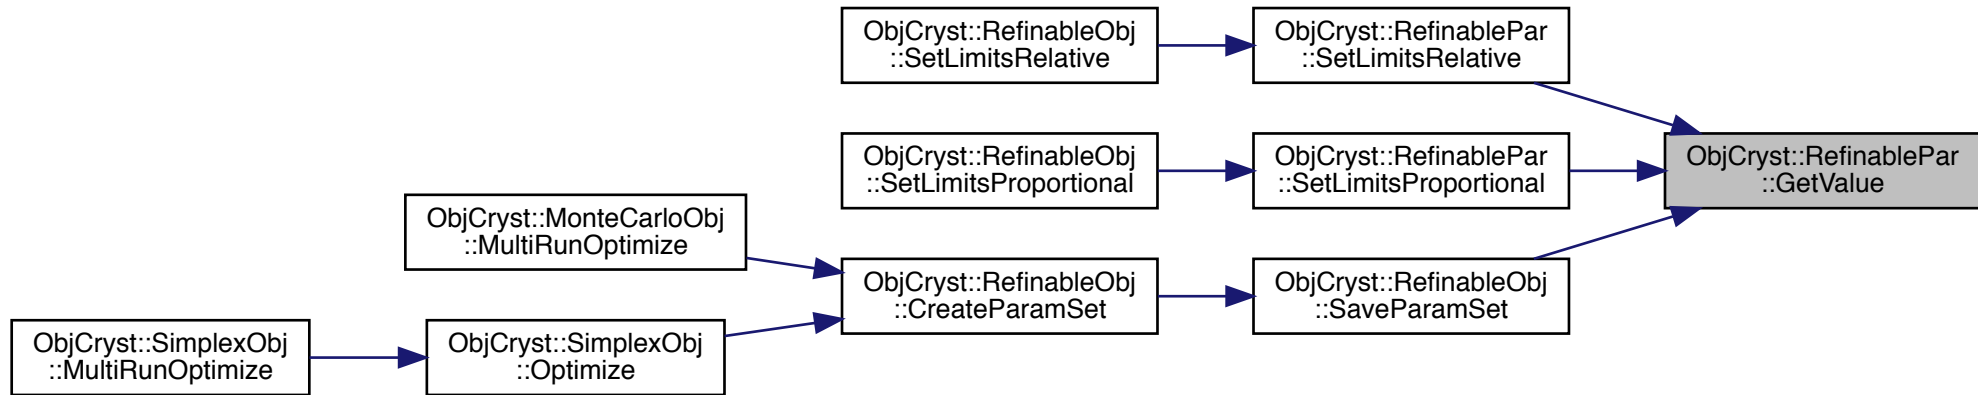 ObjCryst::RefinableObj
::SetLimitsRelative
ObjCryst::RefinablePar
::SetLimitsRelative
ObjCryst::RefinableObj
::SetLimitsProportional
ObjCryst::RefinablePar
::SetLimitsProportional
ObjCryst::RefinablePar
::GetValue
ObjCryst::MonteCarloObj
::MultiRunOptimize
ObjCryst::RefinableObj
::CreateParamSet
ObjCryst::RefinableObj
::SaveParamSet
ObjCryst::SimplexObj
::MultiRunOptimize
ObjCryst::SimplexObj
::Optimize